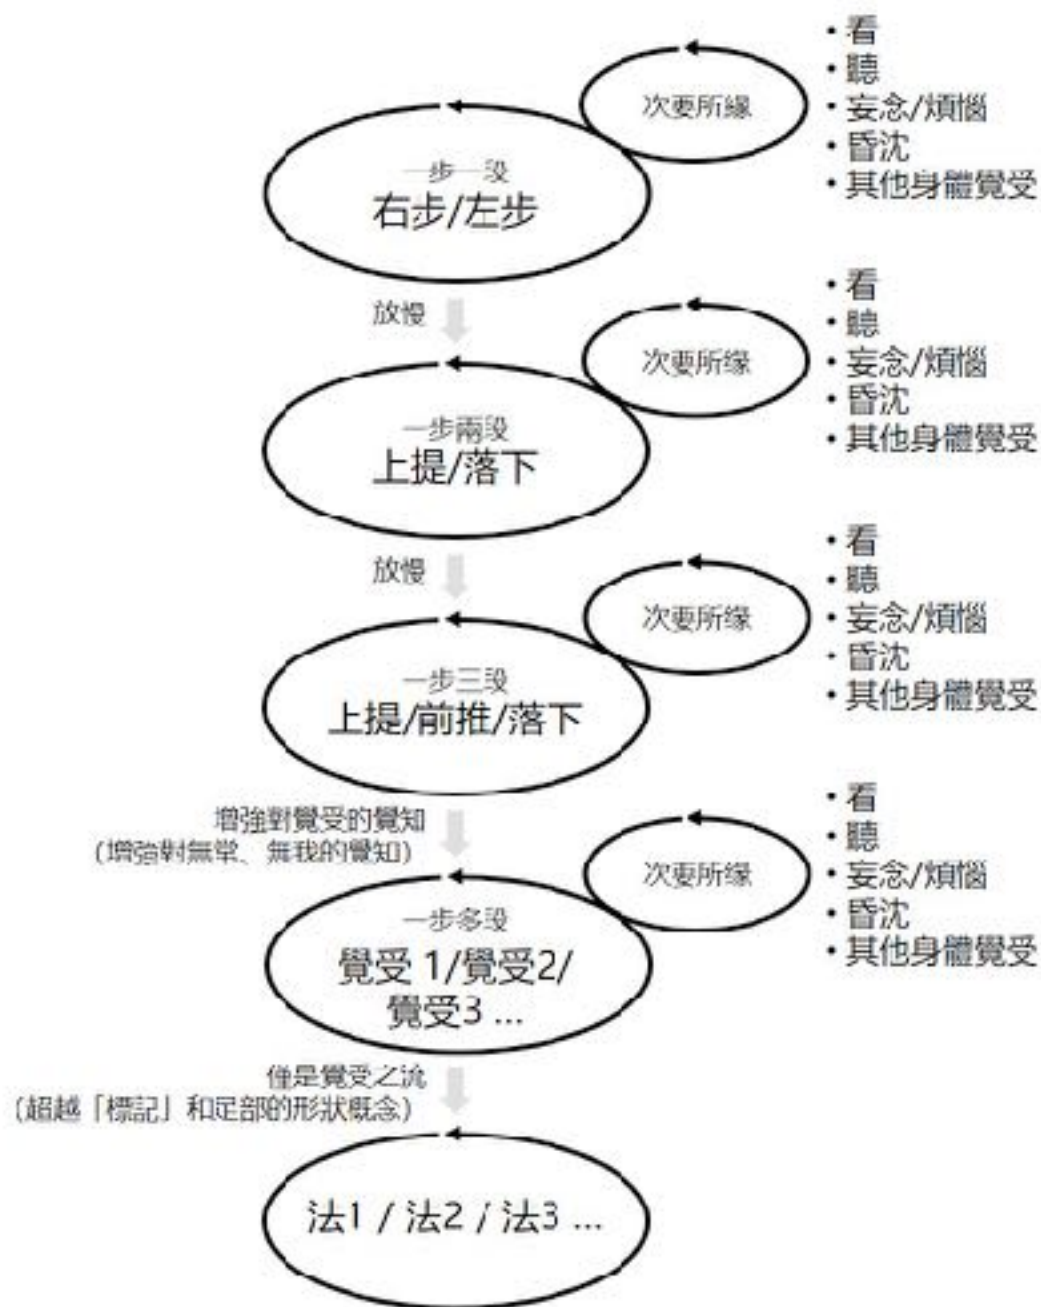 次要所緣
• 看
• 聽
• 妄念/煩惱
• 昏沈
• 其他身體覺受
一步一段
右步/左步
放慢
次要所缘
• 看
• 聽
• 妄念/煩惱
• 昏沈
• 其他身體覺受
一步兩段
上提/落下
放慢
次要所缘
• 看
• 聽
• 妄念/煩惱
• 昏沈
• 其他身體覺受
一步三段
上提/前推/落下
增強對覺受的覺知
(增強對無常、無我的覺知)
次要所缘
• 看
• 聽
• 妄念/煩惱
• 昏沈
• 其他身體覺受
一步多段
覺受 1/覺受2/
覺受3 ...
僅是覺受之流
(超越「標記」和足部的形狀概念)
法1 / 法2 / 法3 ...